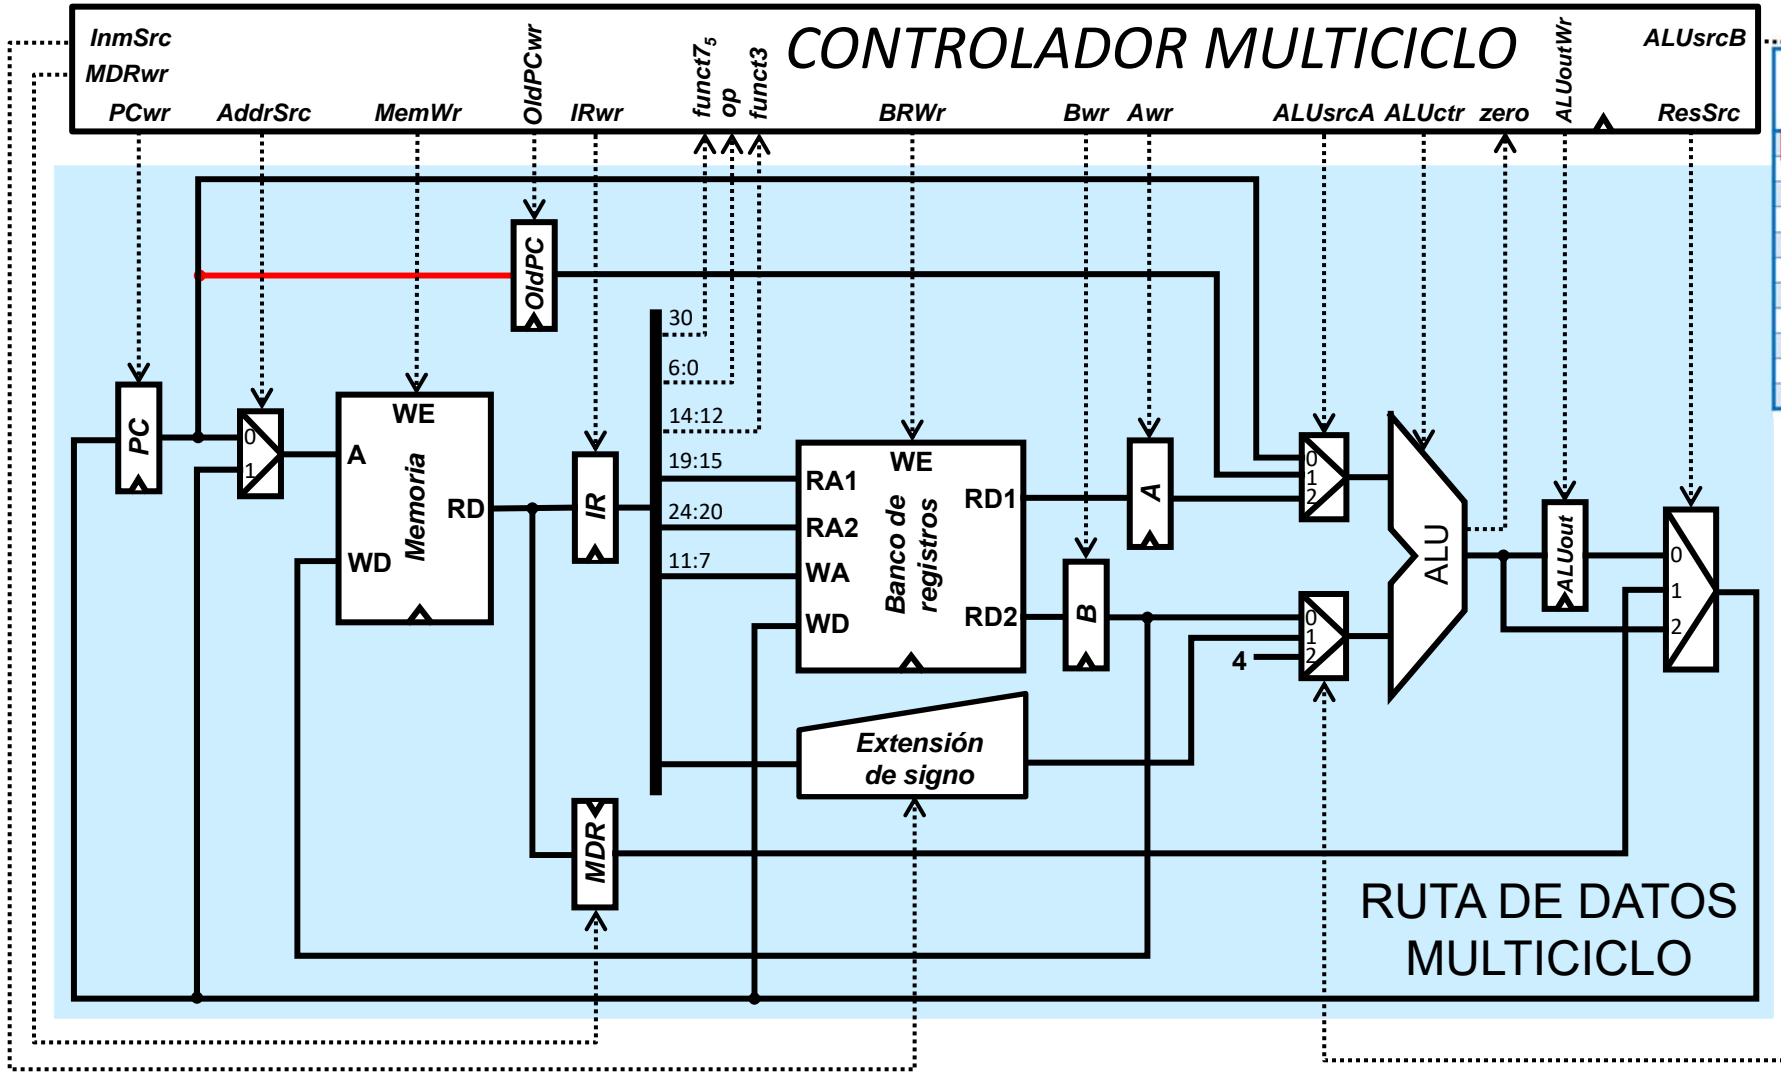 InmSrc
MDRwr
PCwr
AddrSrc
MemWr
OldPCwr
IRwr
funct7₅
op
funct3
CONTROLADOR MULTICICLO
BRWr
Bwr
Awr
ALUsrcA
ALUctr
zero
ALUoutWr
ALUsrcB
ResSrc
OldPC
30
6:0
14:12
19:15
24:20
11:7
PC
0
1
WE
A
Memoria
RD
WD
IR
WE
RA1
RA2
WA
WD
Banco de
registros
RD1
RD2
A
B
0
1
2
0
1
2
4
ALU
ALUout
0
1
2
Extensión
de signo
MDR
RUTA DE DATOS
MULTICICLO